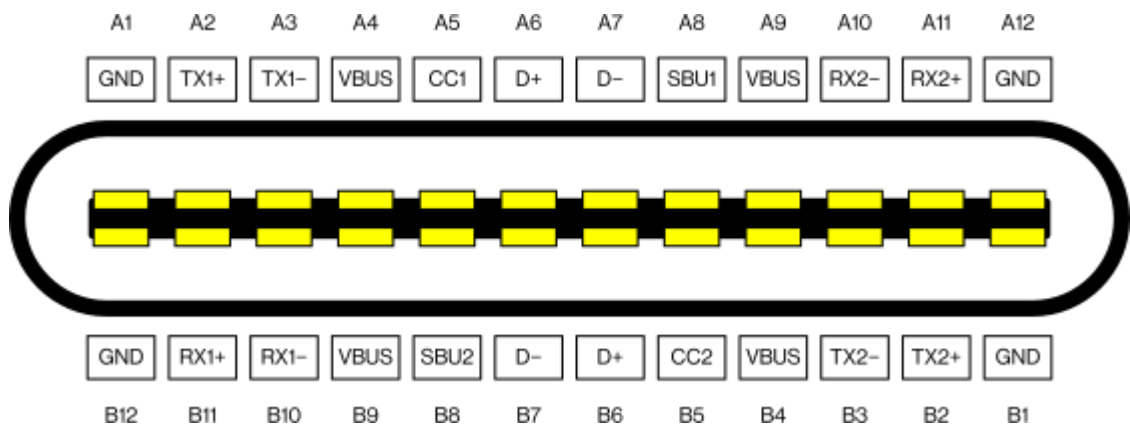 A1 A2 A3 A4 A5 A6 A7 A8 A9 A10 A11 A12
GND TX1+ TX1− VBUS CC1 D+ D− SBU1 VBUS RX2− RX2+ GND
GND RX1+ RX1− VBUS SBU2 D− D+ CC2 VBUS TX2− TX2+ GND
B12 B11 B10 B9 B8 B7 B6 B5 B4 B3 B2 B1